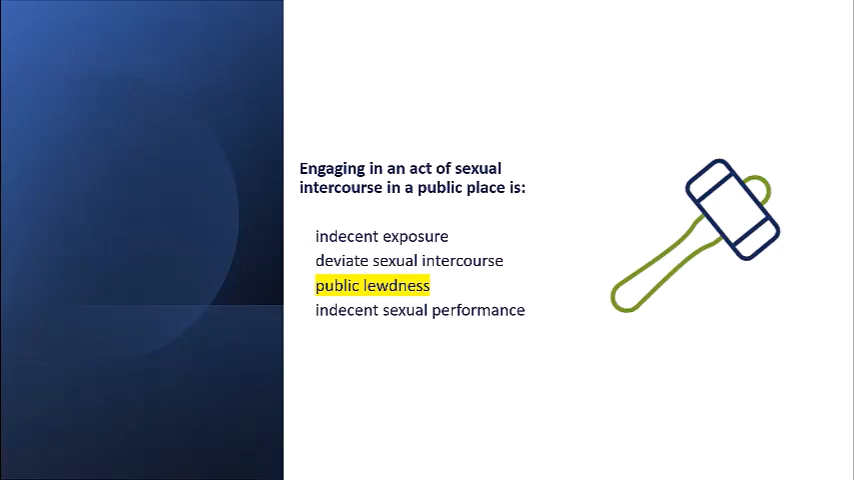 Engaging in an act of sexual
intercourse in a public place is:
indecent exposure
deviate sexual intercourse
public lewdness
indecent sexual performance